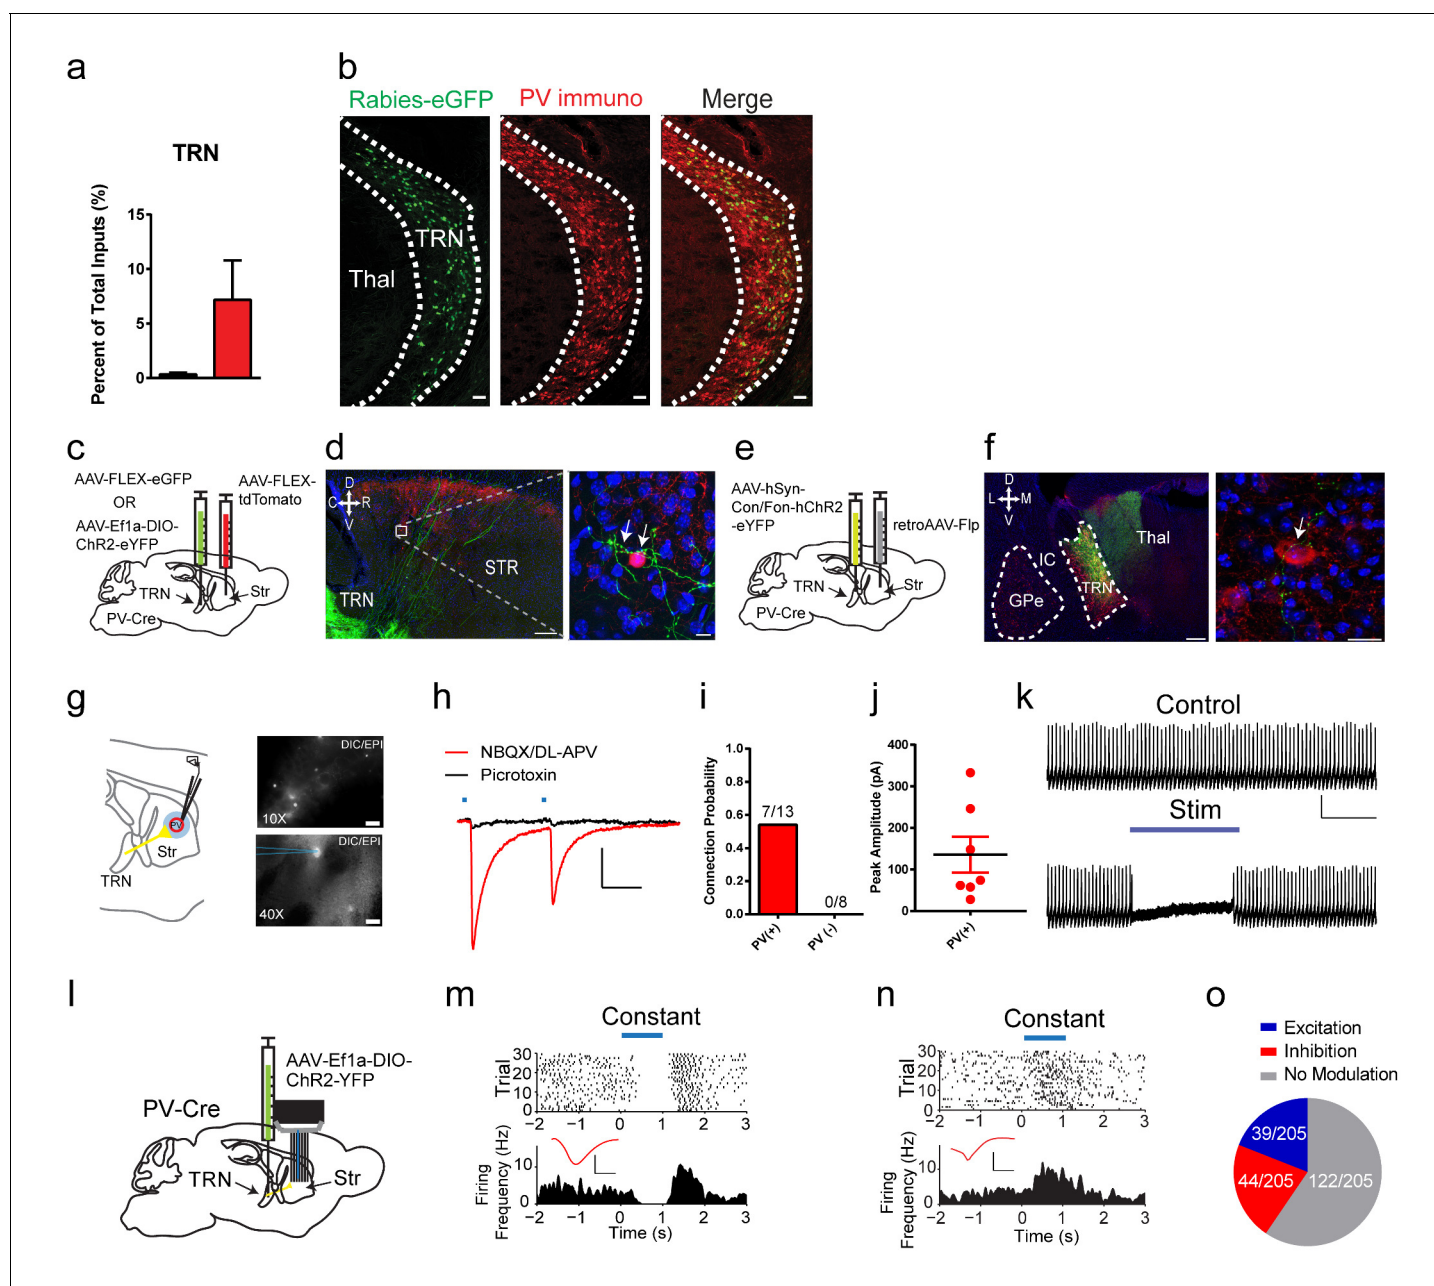 a
TRN
Percent of Total Inputs (%)
15
10
5
0
b
Rabies-eGFP
PV immuno
Merge
TRN
Thal
c
AAV-FLEX-eGFP
OR
AAV-Ef1a-DIO-
ChR2-eYFP
AAV-FLEX-
tdTomato
TRN
Str
PV-Cre
d
D
C R
V
STR
TRN
e
AAV-hSyn-
Con/Fon-hChR2
-eYFP
retroAAV-Flp
TRN
Str
PV-Cre
f
D
L M
V
Thal
IC
GPe
TRN
g
PV
Str
TRN
DIC/EPI
10X
DIC/EPI
40X
h
NBQX/DL-APV
Picrotoxin
i
Connection Probability
1.0
0.8
0.6
0.4
0.2
0.0
7/13
0/8
PV(+)
PV (-)
j
Peak Amplitude (pA)
400
300
200
100
0
PV(+)
k
Control
Stim
l
AAV-Ef1a-DIO-
ChR2-YFP
PV-Cre
TRN
Str
m
Constant
Trial
30
20
10
0
−2 −1 0 1 2 3
Firing
Frequency (Hz)
10
0
−2 −1 0 1 2 3
Time (s)
n
Constant
Trial
30
20
10
0
−2 −1 0 1 2 3
Firing
Frequency (Hz)
10
0
−2 −1 0 1 2 3
Time (s)
o
Excitation
Inhibition
No Modulation
39/205
44/205
122/205